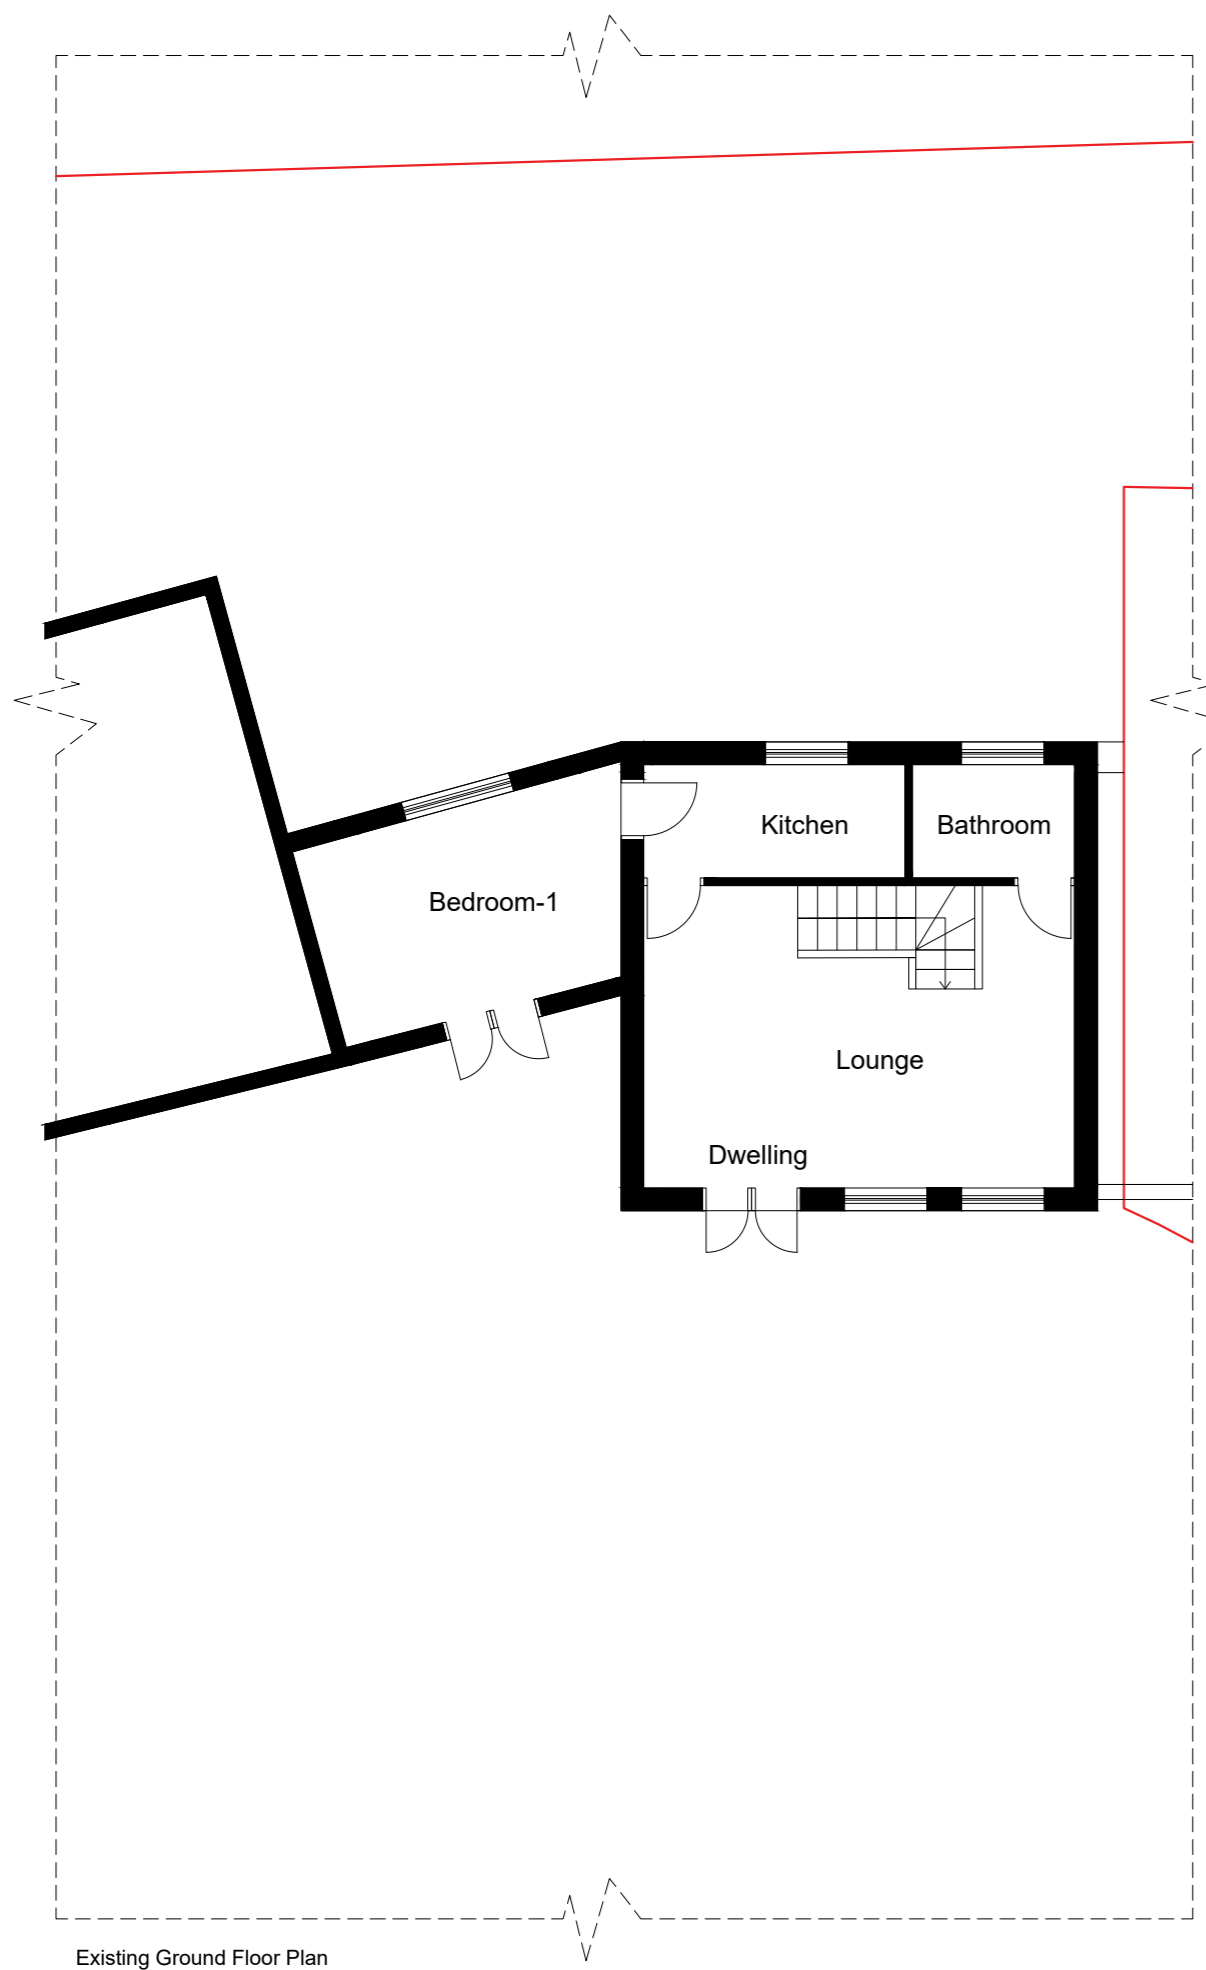 Kitchen
Bathroom
Bedroom-1
Lounge
Dwelling
Existing Ground Floor Plan